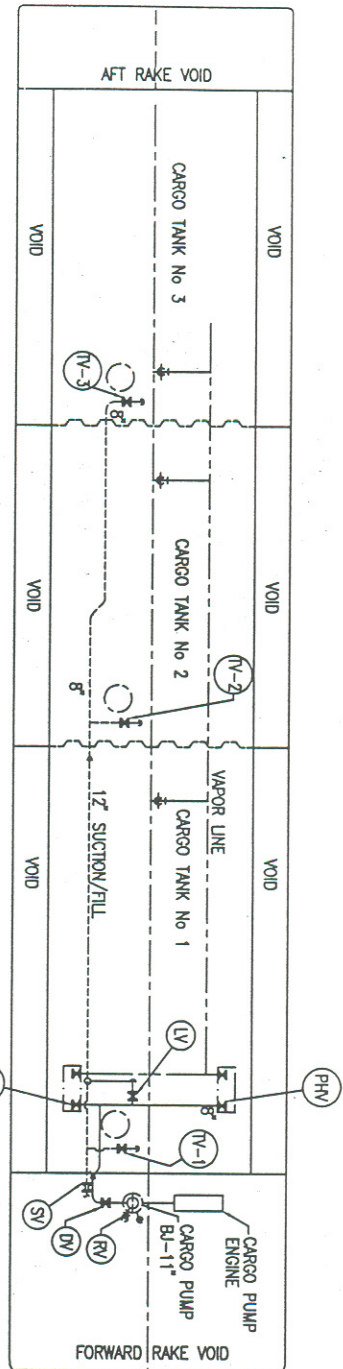 AFT RAKE VOID
VOID
VOID
VOID
CARGO TANK No 3
CARGO TANK No 2
VAPOR LINE
CARGO TANK No 1
TV-3
8"
TV-2
8"
12" SUCTION/FILL
LV
PHV
8"
TV-1
SV
DV
RV
CARGO PUMP
BJ-11"
CARGO PUMP
ENGINE
VOID
VOID
VOID
FORWARD RAKE VOID